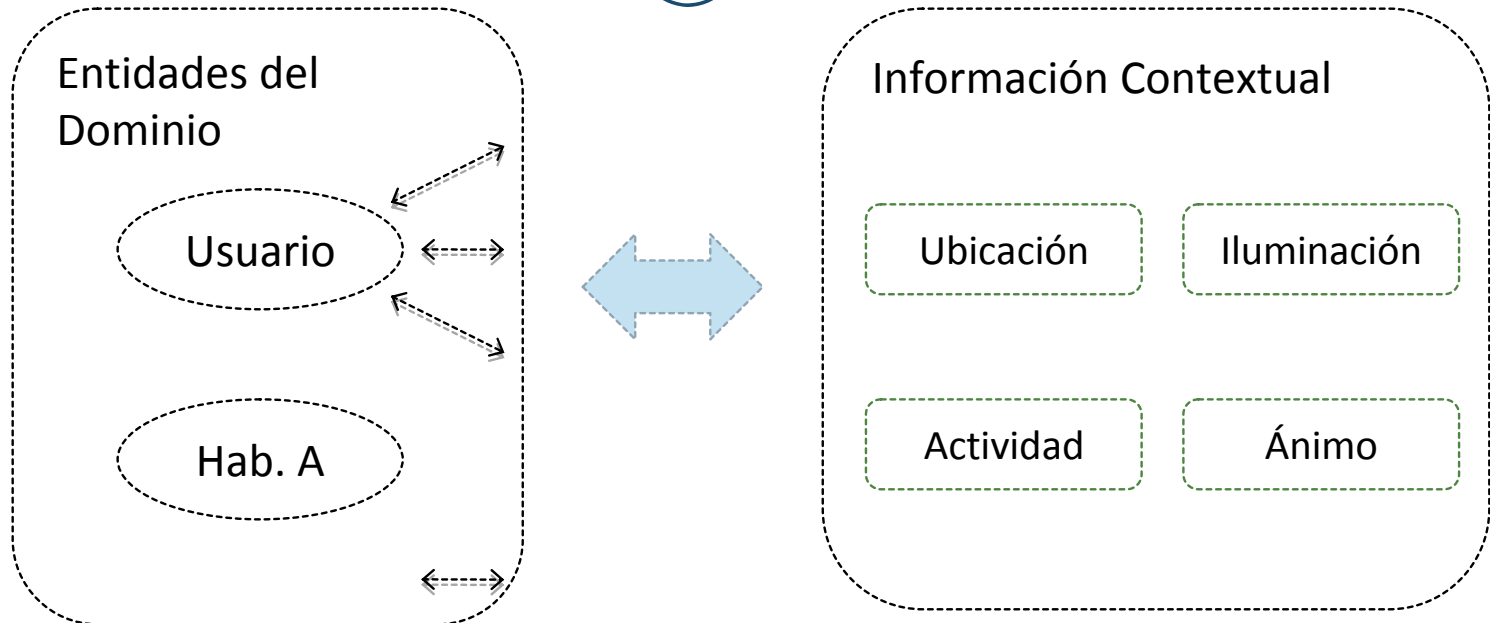 Entidades del
Dominio
Usuario
Hab. A
Información Contextual
Ubicación
Iluminación
Actividad
Ánimo